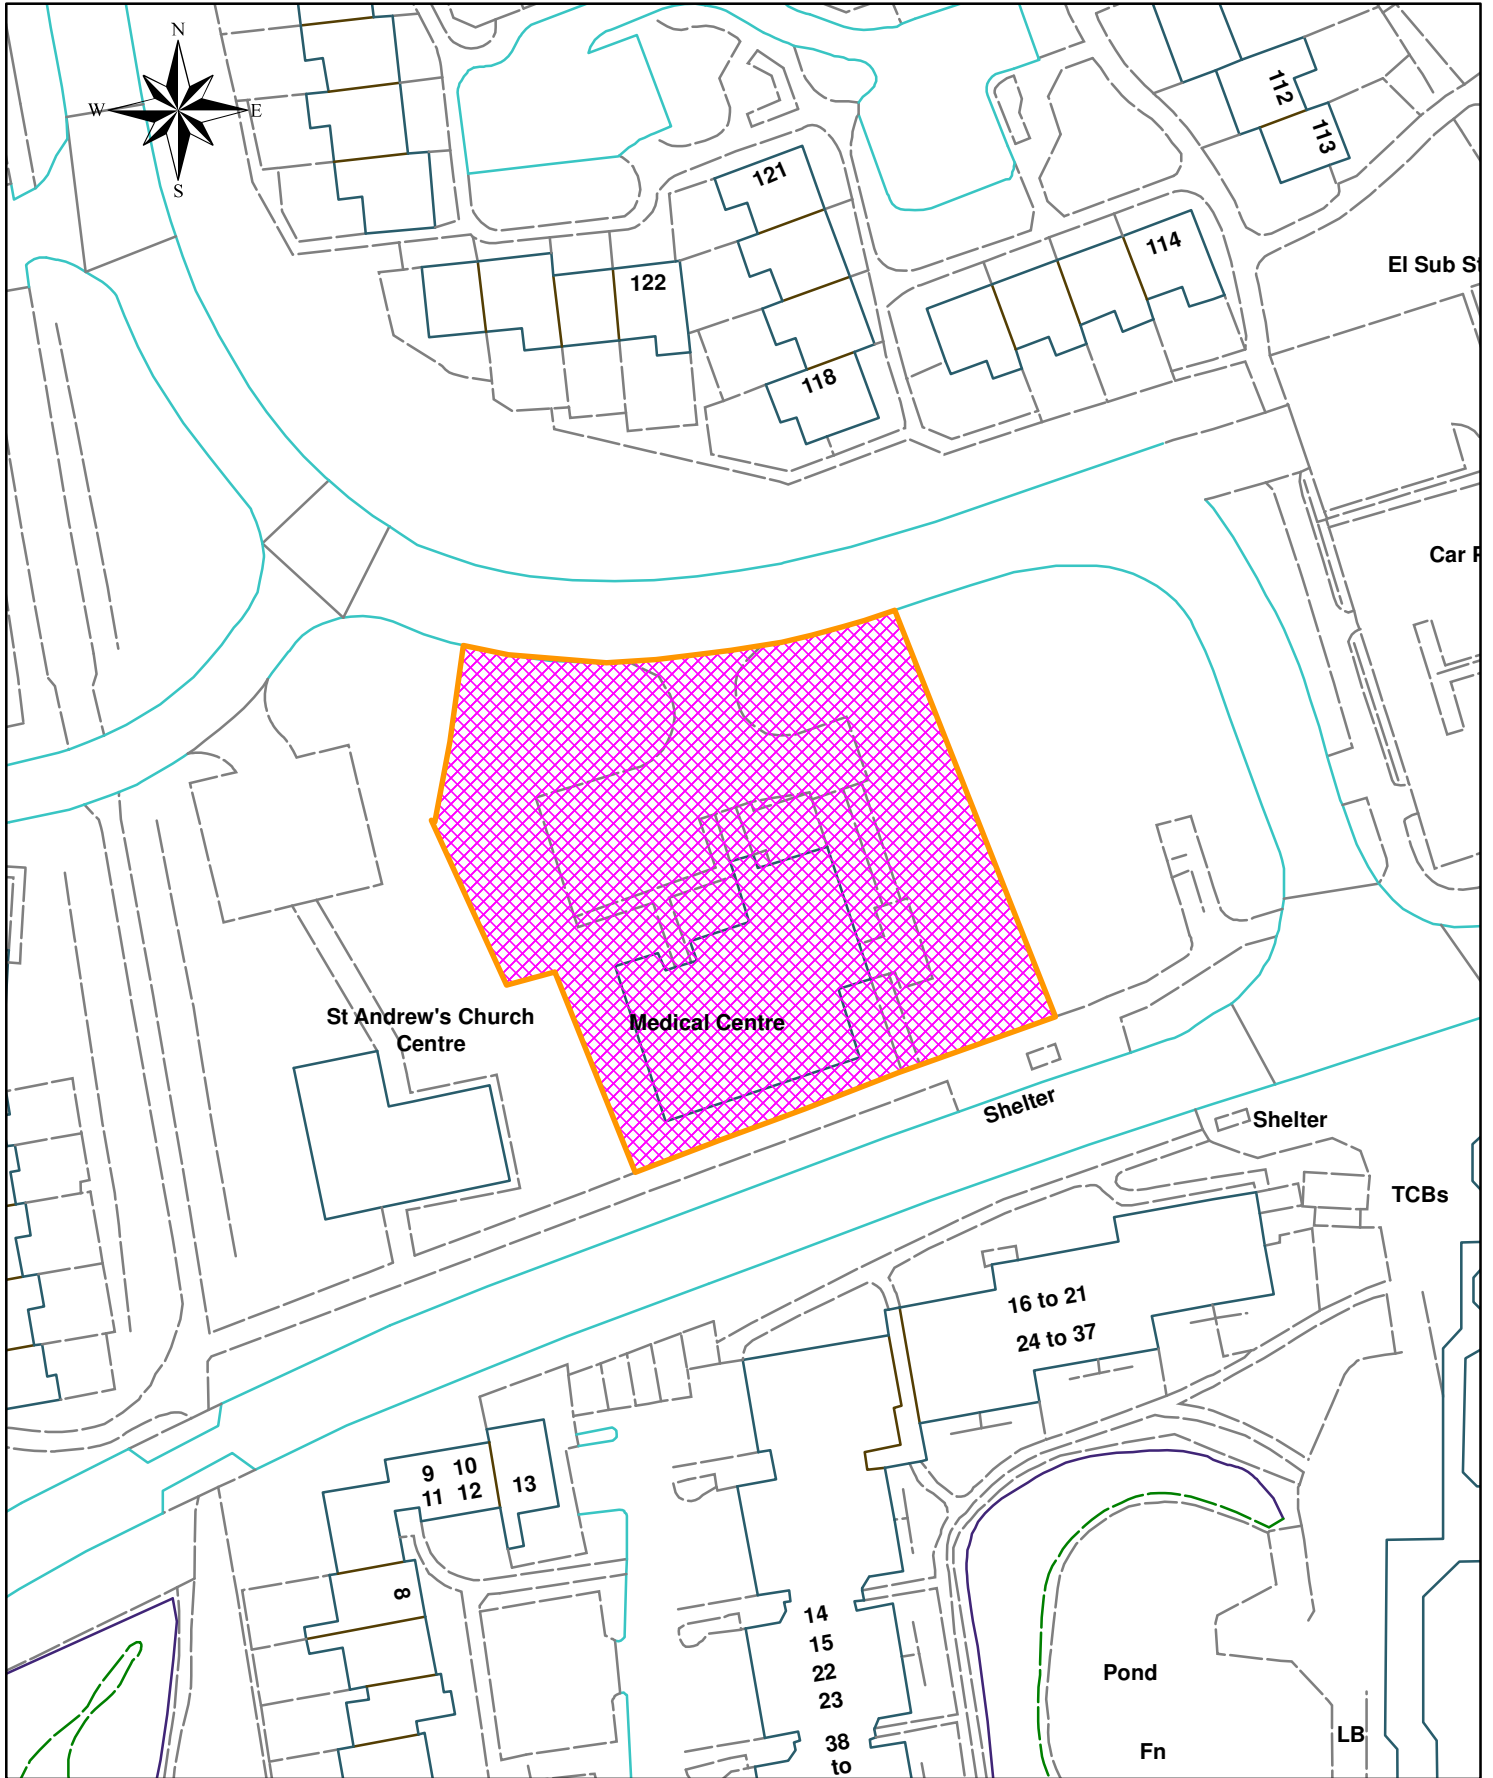 N
W E
S
112
113
121
114
122
El Sub St
118
Car
St Andrew's Church
Centre
Medical Centre
Shelter
Shelter
TCBs
16 to 21
24 to 37
9 10
11 12
13
8
14
15
22
23
38
to
Pond
Fn
LB